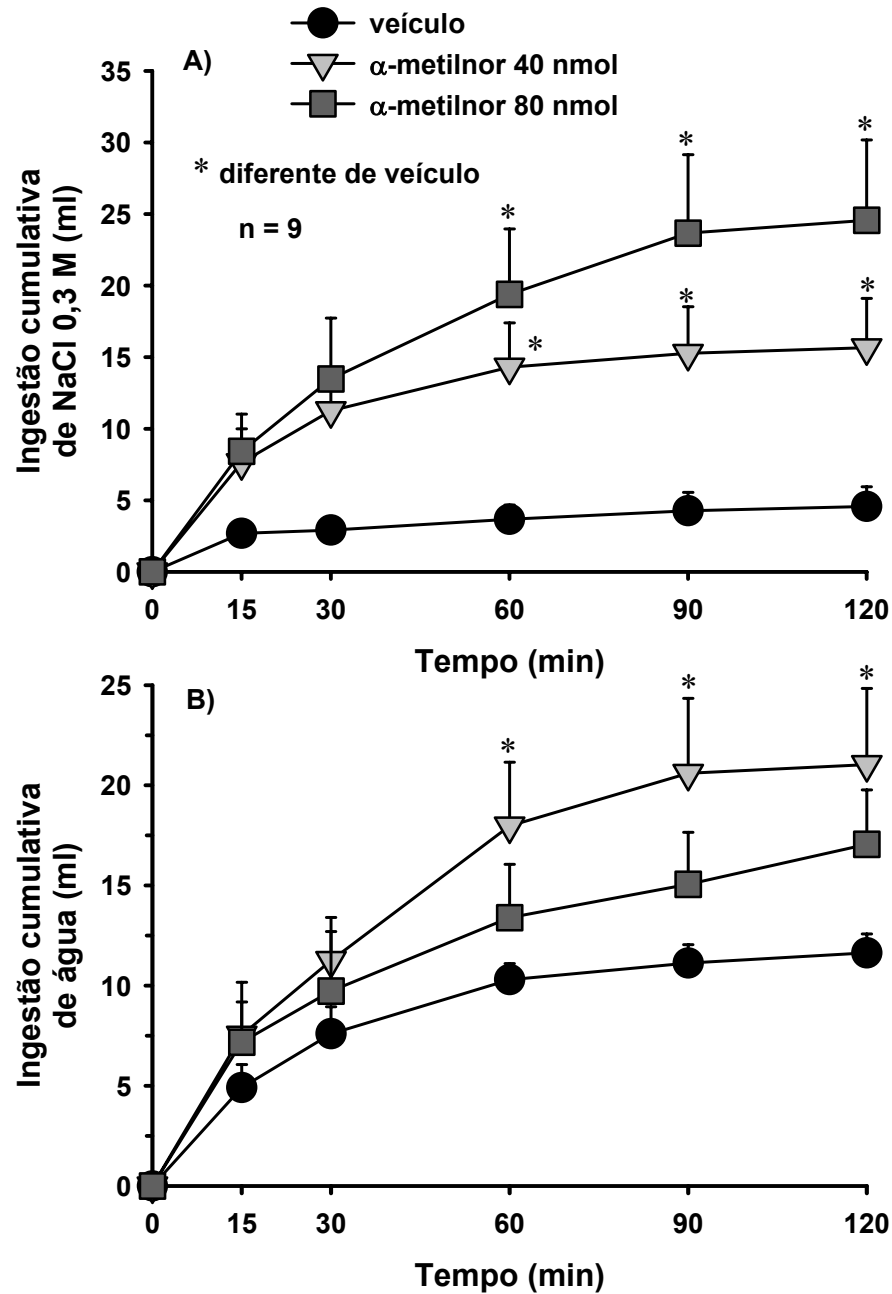 veículo
α-metilnor 40 nmol
α-metilnor 80 nmol
A)
* diferente de veículo
n = 9
Ingestão cumulativa
de NaCl 0,3 M (ml)
35
30
25
20
15
10
5
0
* * *
* * *
0 15 30 60 90 120
Tempo (min)
B)
Ingestão cumulativa
de água (ml)
25
20
15
10
5
0
* * *
0 15 30 60 90 120
Tempo (min)